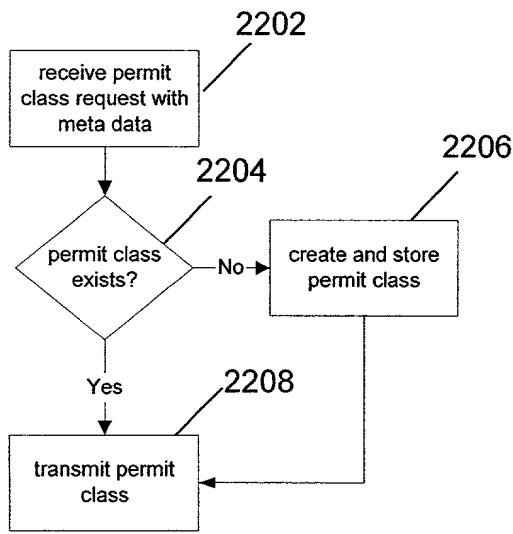 2202
receive permit
class request with
meta data
2204
permit class
exists?
No
2206
create and store
permit class
Yes
2208
transmit permit
class